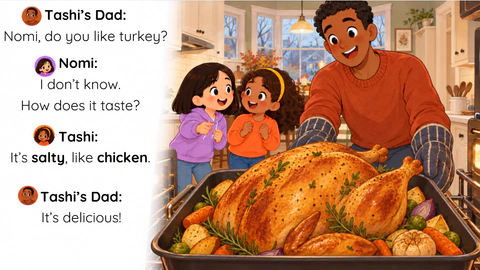 Tashi's Dad:
Nomi, do you like turkey?
Nomi:
I don't know.
How does it taste?
Tashi:
It's salty, like chicken.
Tashi's Dad:
It's delicious!